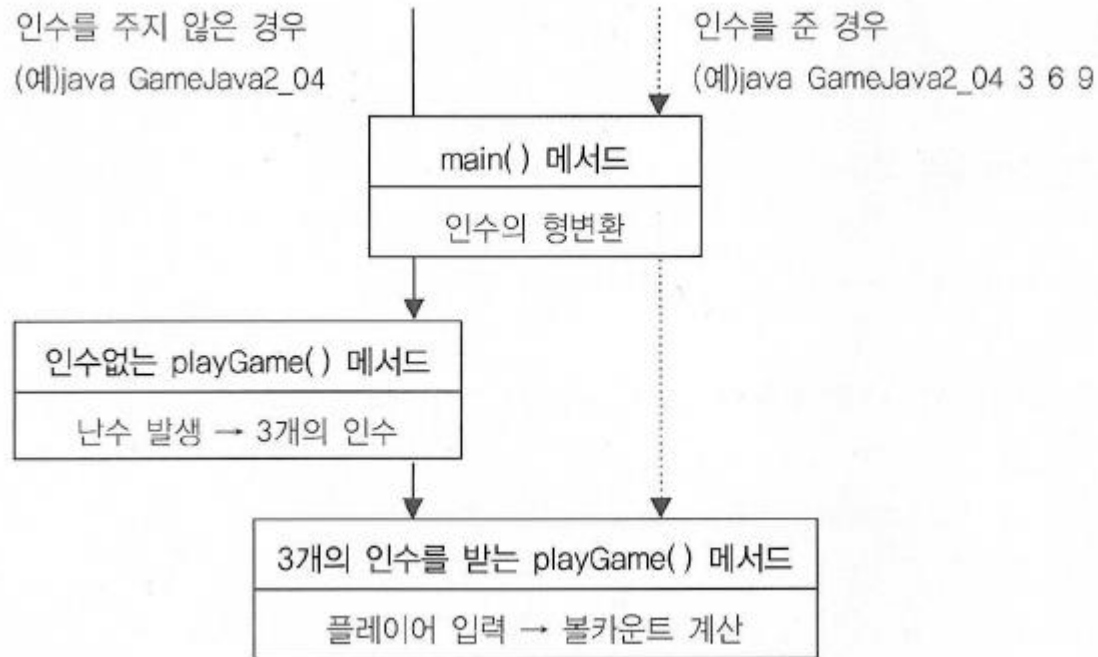 인수를 주지 않은 경우
(예)java GameJava2_04
인수를 준 경우
(예)java GameJava2_04 3 6 9
main( ) 메서드
인수의 형변환
인수없는 playGame( ) 메서드
난수 발생 → 3개의 인수
3개의 인수를 받는 playGame( ) 메서드
플레이어 입력 → 볼카운트 계산